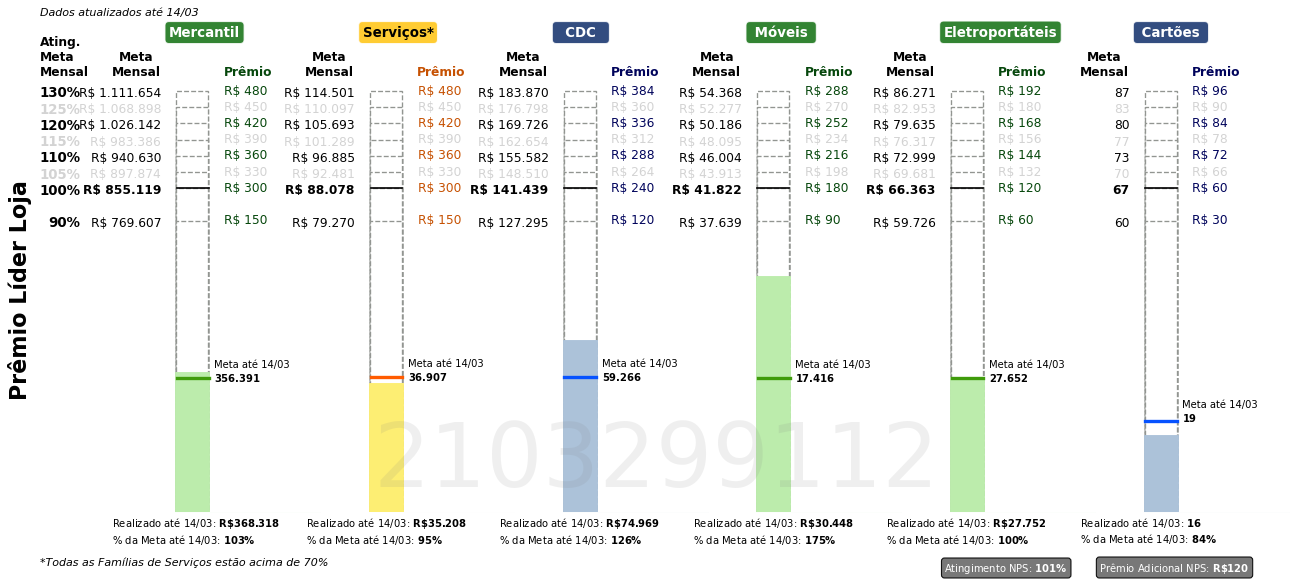 Dados atualizados até 14/03
Mercantil Serviços* CDC Móveis Eletroportáteis Cartões
Ating.
Meta Meta Meta Meta Meta Meta Meta
Mensal Mensal Prêmio Mensal Prêmio Mensal Prêmio Mensal Prêmio Mensal Prêmio Mensal Prêmio
130% R$ 1.111.654 R$ 480 R$ 114.501 R$ 480 R$ 183.870 R$ 384 R$ 54.368 R$ 288 R$ 86.271 R$ 192 87 R$ 96
125% R$ 1.068.898 R$ 450 R$ 110.097 R$ 450 R$ 176.798 R$ 360 R$ 52.277 R$ 270 R$ 82.953 R$ 180 83 R$ 90
120% R$ 1.026.142 R$ 420 R$ 105.693 R$ 420 R$ 169.726 R$ 336 R$ 50.186 R$ 252 R$ 79.635 R$ 168 80 R$ 84
115% R$ 983.386 R$ 390 R$ 101.289 R$ 390 R$ 162.654 R$ 312 R$ 48.095 R$ 234 R$ 76.317 R$ 156 77 R$ 78
110% R$ 940.630 R$ 360 R$ 96.885 R$ 360 R$ 155.582 R$ 288 R$ 46.004 R$ 216 R$ 72.999 R$ 144 73 R$ 72
105% R$ 897.874 R$ 330 R$ 92.481 R$ 330 R$ 148.510 R$ 264 R$ 43.913 R$ 198 R$ 69.681 R$ 132 70 R$ 66
100% R$ 855.119 R$ 300 R$ 88.078 R$ 300 R$ 141.439 R$ 240 R$ 41.822 R$ 180 R$ 66.363 R$ 120 67 R$ 60
90% R$ 769.607 R$ 150 R$ 79.270 R$ 150 R$ 127.295 R$ 120 R$ 37.639 R$ 90 R$ 59.726 R$ 60 60 R$ 30
Prêmio Líder Loja
Meta até 14/03 Meta até 14/03 Meta até 14/03 Meta até 14/03 Meta até 14/03
356.391 36.907 59.266 17.416 27.652
Meta até 14/03
19
2103299112
Realizado até 14/03: R$368.318 Realizado até 14/03: R$35.208 Realizado até 14/03: R$74.969 Realizado até 14/03: R$30.448 Realizado até 14/03: R$27.752 Realizado até 14/03: 16
% da Meta até 14/03: 103% % da Meta até 14/03: 95% % da Meta até 14/03: 126% % da Meta até 14/03: 175% % da Meta até 14/03: 100% % da Meta até 14/03: 84%
*Todas as Famílias de Serviços estão acima de 70%
Atingimento NPS: 101% Prêmio Adicional NPS: R$120